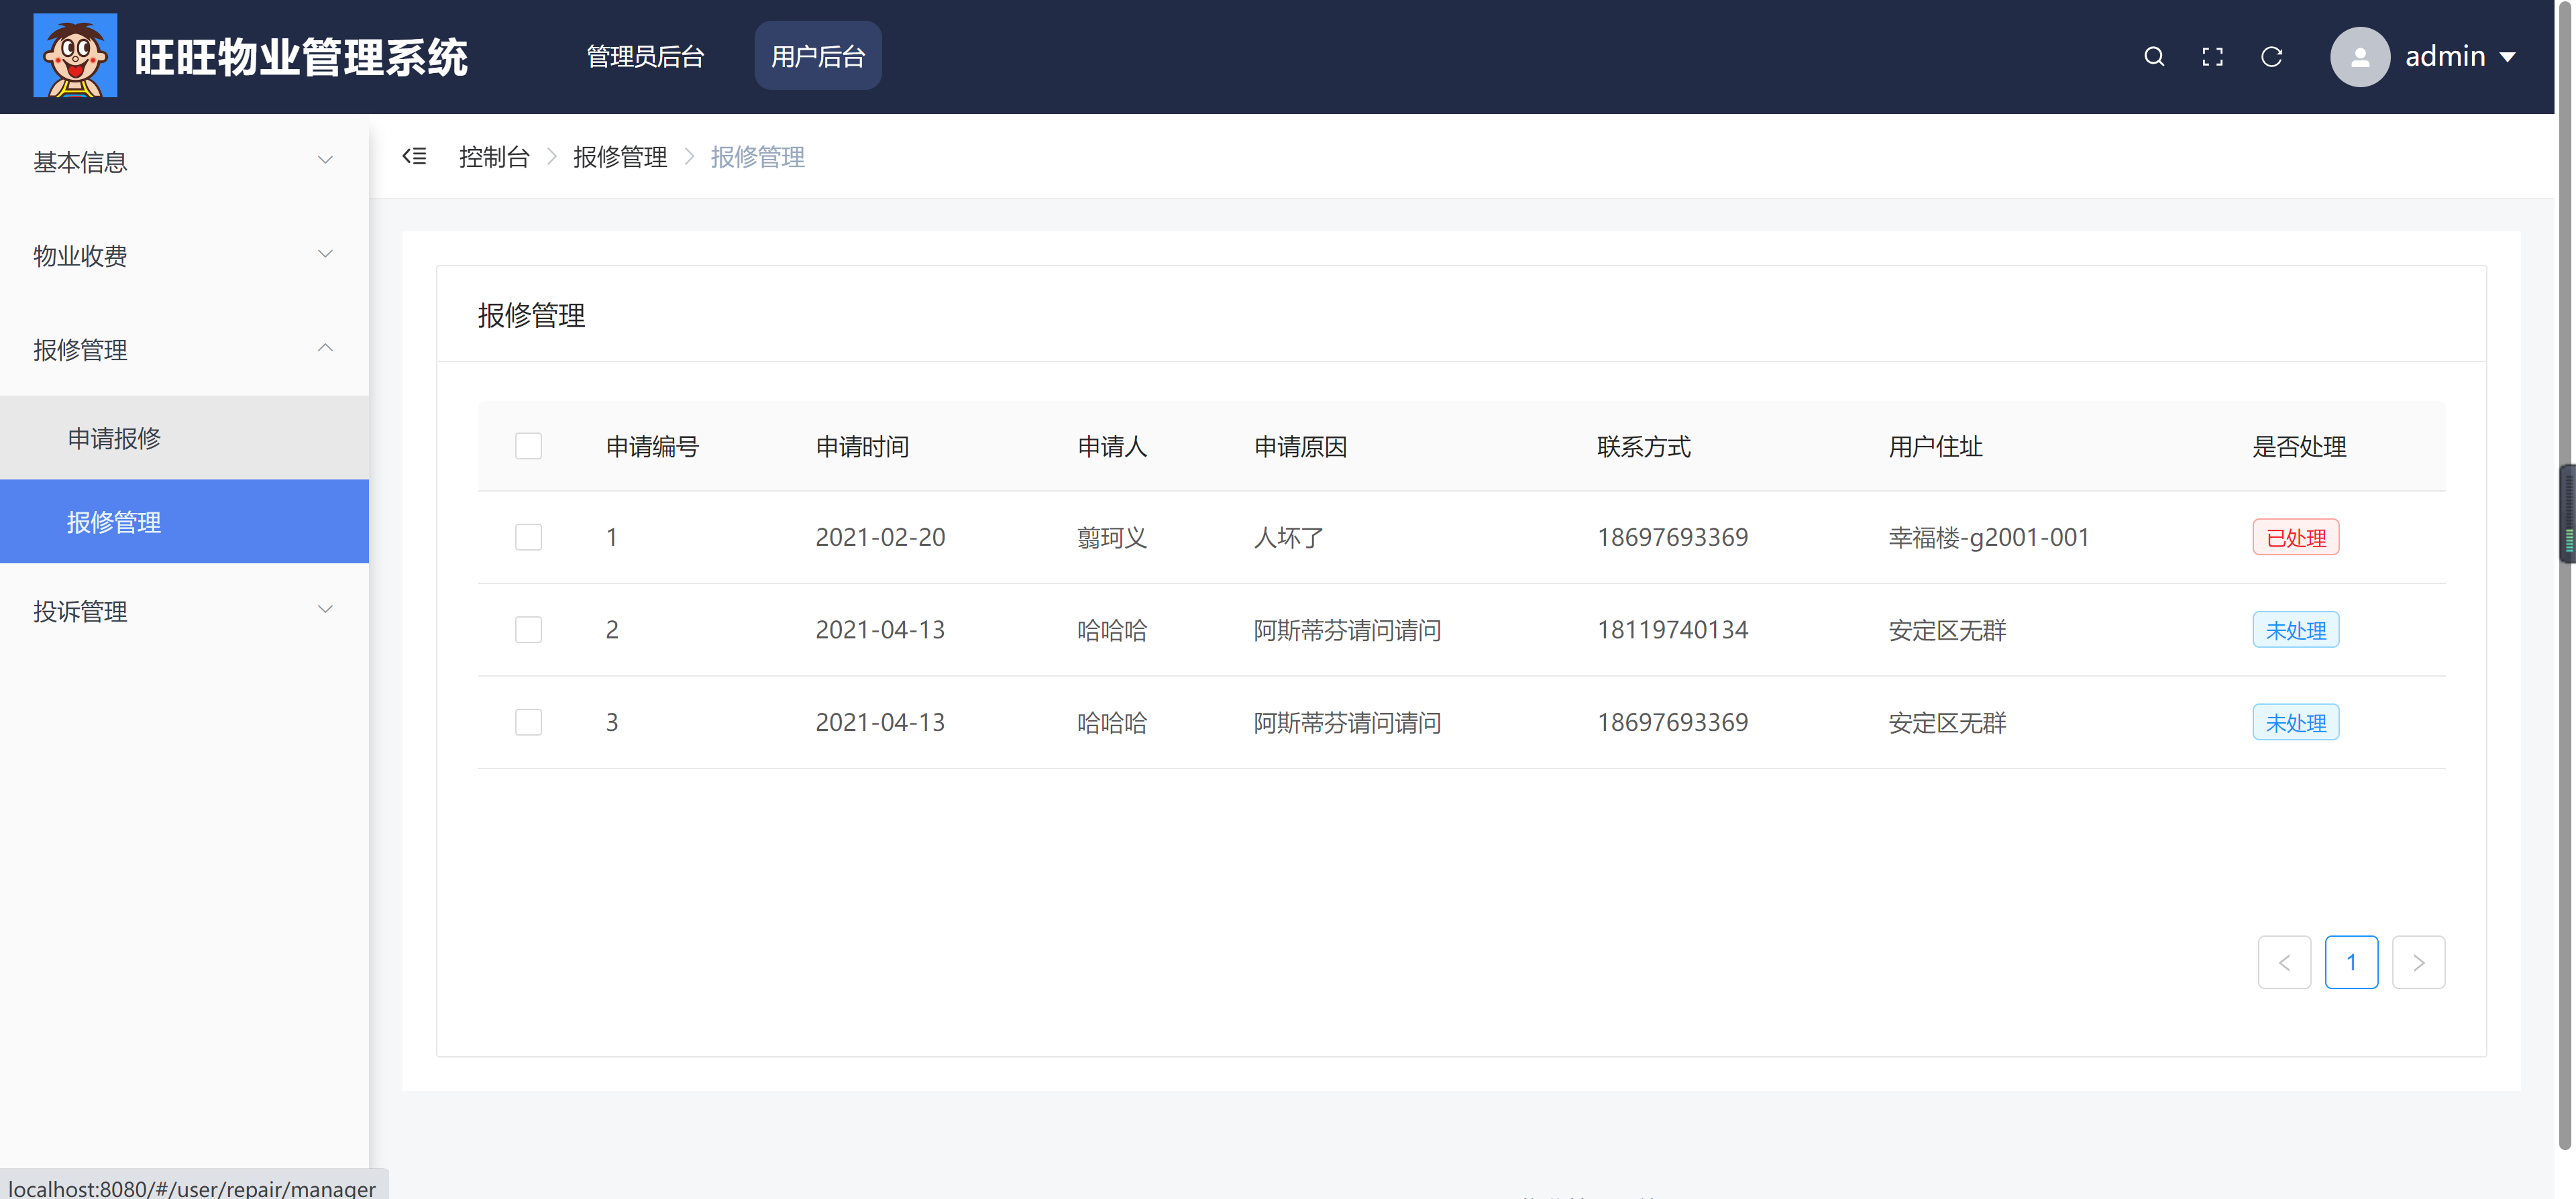 旺旺物业管理系统
管理员后台
用户后台
admin
基本信息
物业收费
报修管理
申请报修
报修管理
投诉管理
控制台 报修管理 报修管理
报修管理
申请编号 申请时间 申请人 申请原因 联系方式 用户住址 是否处理
1 2021-02-20 翦珂义 人坏了 18697693369 幸福楼-g2001-001 已处理
2 2021-04-13 哈哈哈 阿斯蒂芬请问请问 18119740134 安定区无群 未处理
3 2021-04-13 哈哈哈 阿斯蒂芬请问请问 18697693369 安定区无群 未处理
1
localhost:8080/#/user/repair/manager